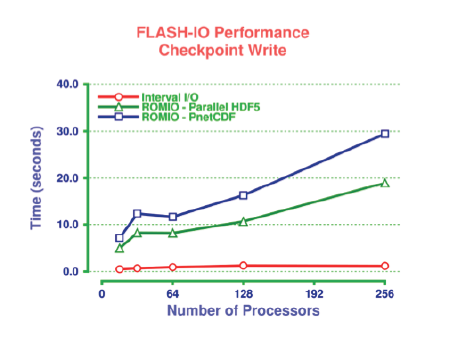 FLASH-IO Performance
Checkpoint Write
Time (seconds)
40.0
30.0
20.0
10.0
0.0
Interval I/O
ROMIO - Parallel HDF5
ROMIO - PnetCDF
0 64 128 192 256
Number of Processors